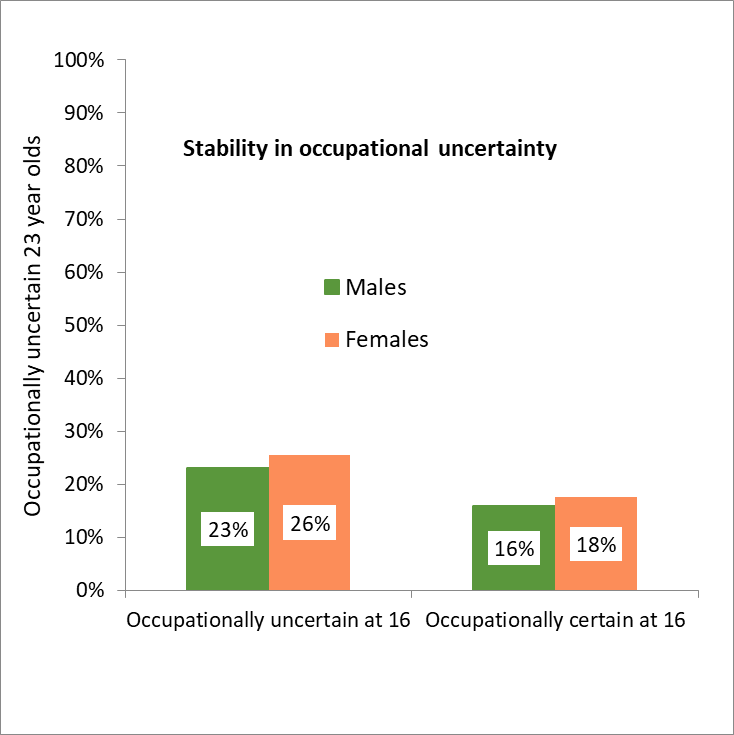 Stability in occupational uncertainty
Occupationally uncertain 23 year olds
100%
90%
80%
70%
60%
50%
40%
30%
20%
10%
0%
Males
Females
23%
26%
16%
18%
Occupationally uncertain at 16
Occupationally certain at 16